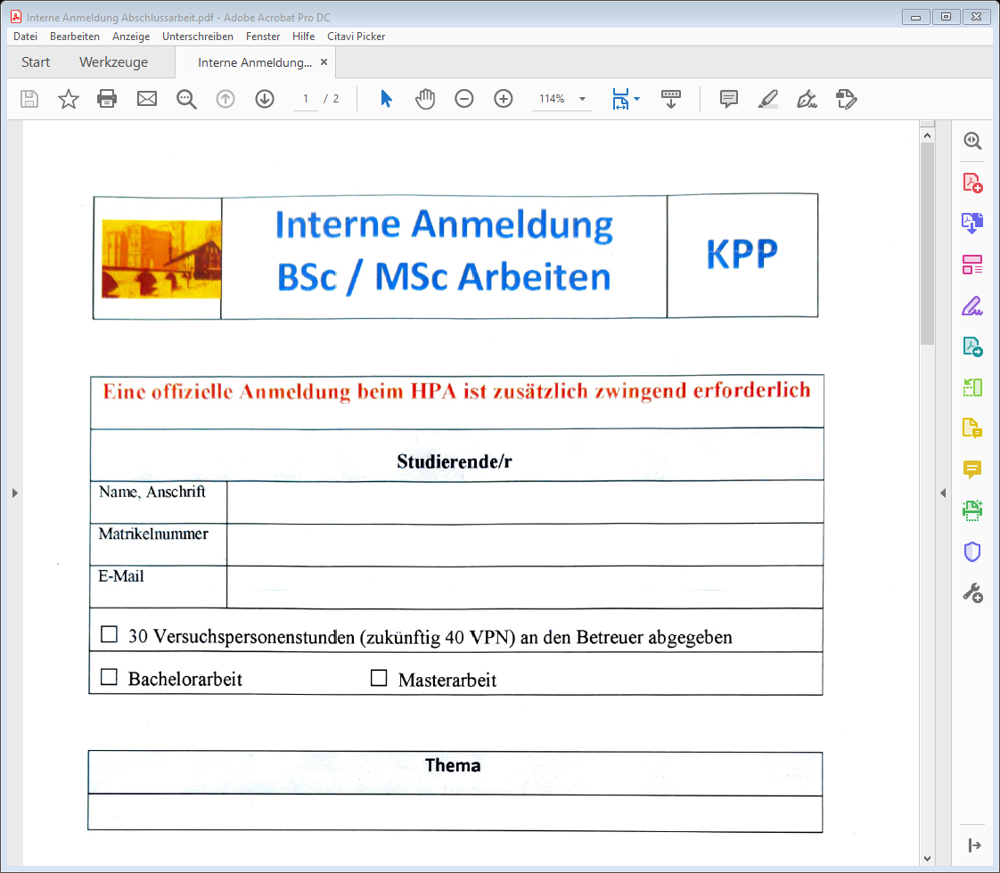 Interne Anmeldung Abschlussarbeit.pdf - Adobe Acrobat Pro DC
Datei Bearbeiten Anzeige Unterschreiben Fenster Hilfe Citavi Picker
Start Werkzeuge Interne Anmeldung...
1 / 2 114%
Interne Anmeldung
BSc / MSc Arbeiten
KPP
Eine offizielle Anmeldung beim HPA ist zusätzlich zwingend erforderlich
Studierende/r
Name, Anschrift
Matrikelnummer
E-Mail
30 Versuchspersonenstunden (zukünftig 40 VPN) an den Betreuer abgegeben
Bachelorarbeit Masterarbeit
Thema